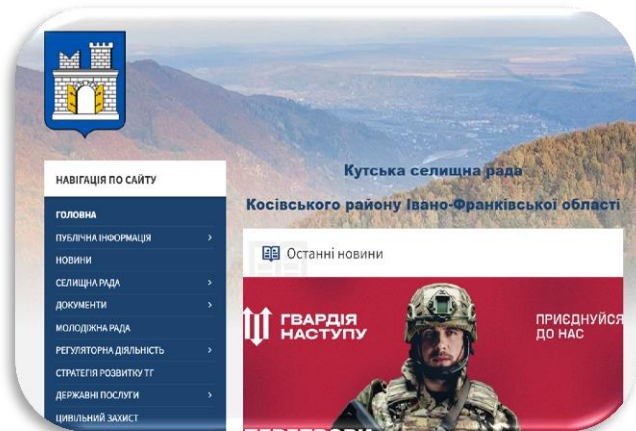 Кутська селищна рада
Косівського району Івано-Франківської області
НАВІГАЦІЯ ПО САЙТУ
ГОЛОВНА
ПУБЛІЧНА ІНФОРМАЦІЯ
НОВИНИ
СЕЛИЩНА РАДА
ДОКУМЕНТИ
МОЛОДІЖНА РАДА
РЕГУЛЯТОРНА ДІЯЛЬНІСТЬ
СТРАТЕГІЯ РОЗВИТКУ ТГ
ДЕРЖАВНІ ПОСЛУГИ
ЦИВІЛЬНИЙ ЗАХИСТ
Останні новини
ГВАРДІЯ
НАСТУПУ
ПРИЄДНУЙСЯ
ДО НАС